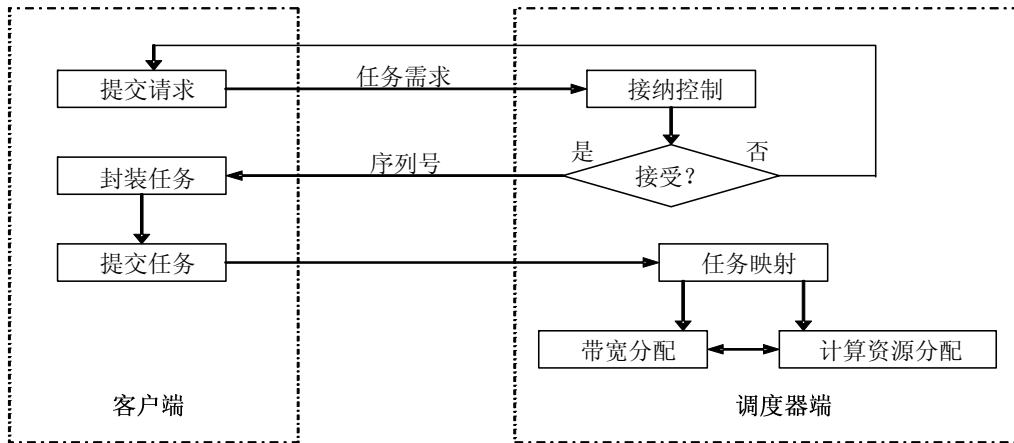 提交请求
任务需求
接纳控制
是
否
序列号
接受？
封装任务
提交任务
任务映射
带宽分配
计算资源分配
客户端
调度器端